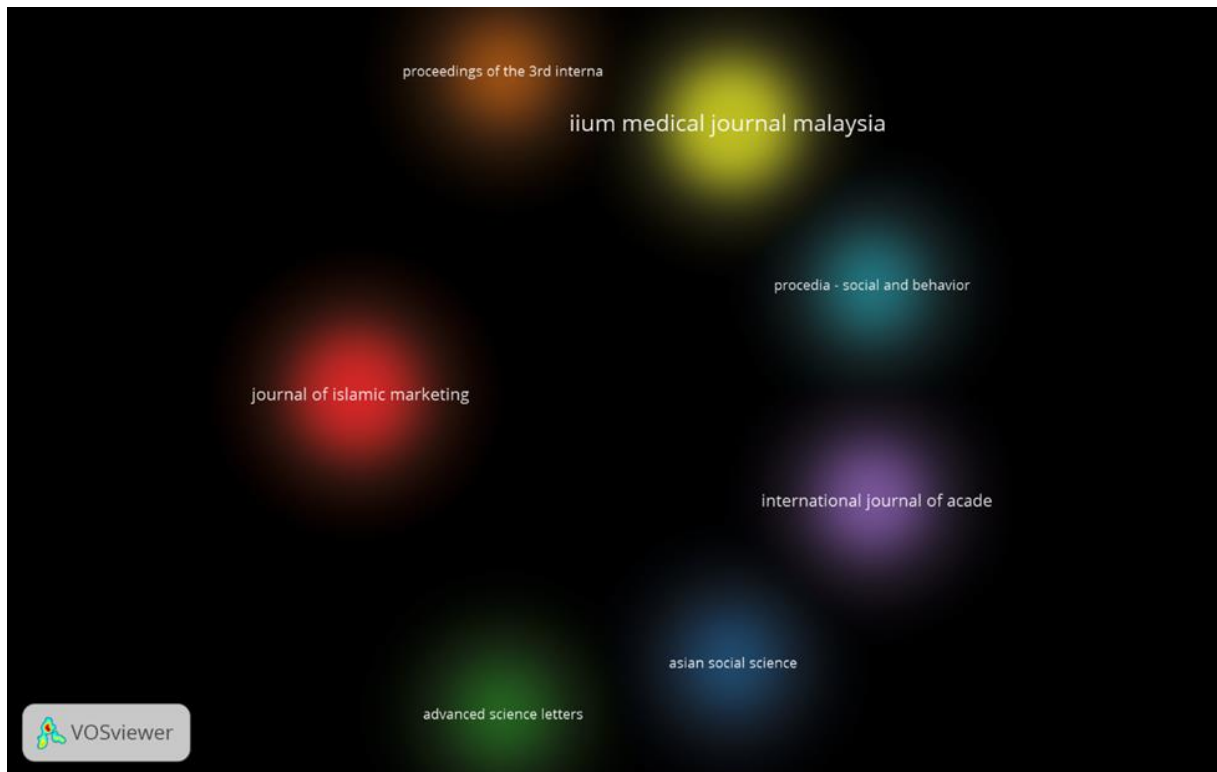 proceedings of the 3rd interna
iium medical journal malaysia
procedia - social and behavior
journal of islamic marketing
international journal of acade
asian social science
advanced science letters
VOSviewer